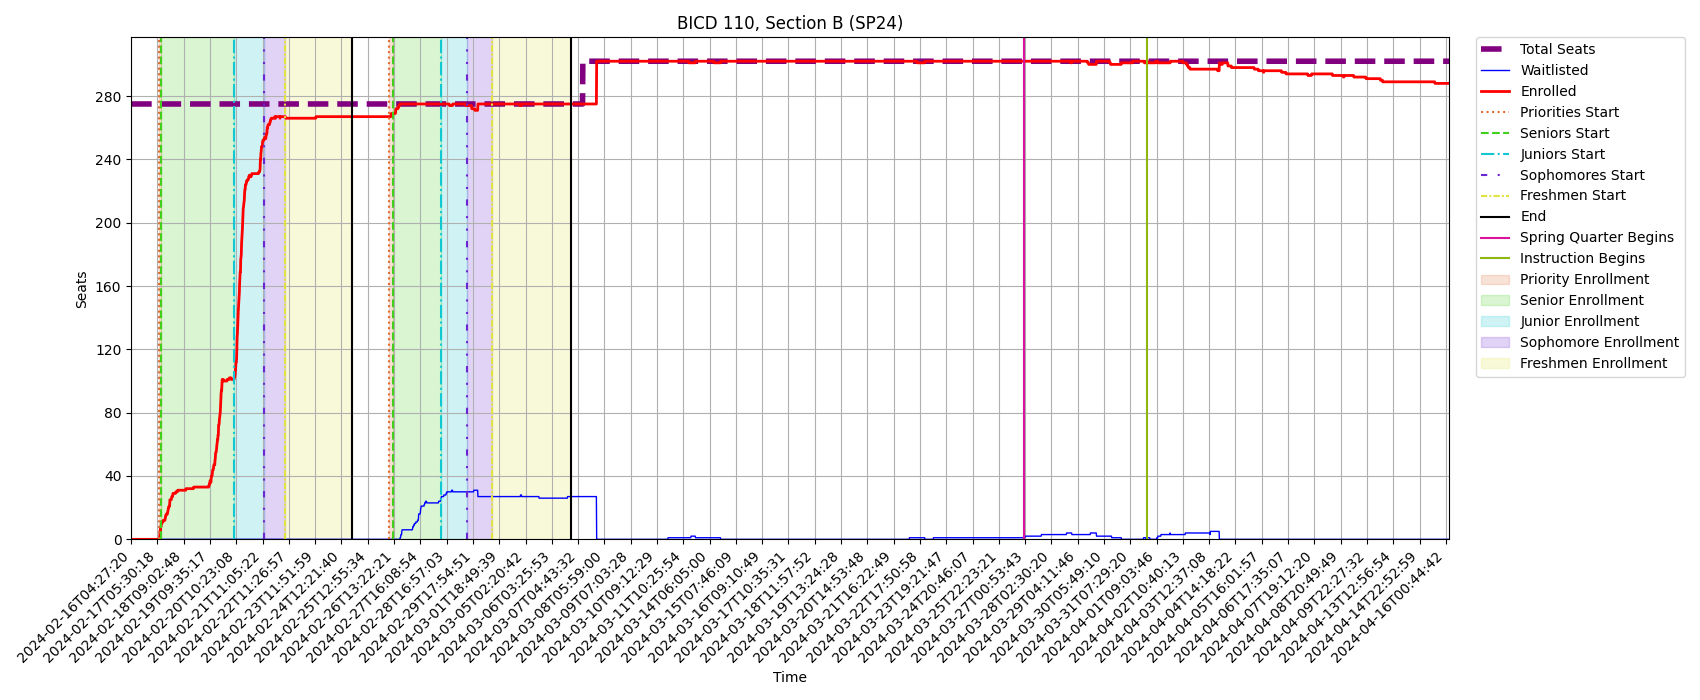 BICD 110, Section B (SP24)
Total Seats
Waitlisted
Enrolled
Priorities Start
Seniors Start
Juniors Start
Sophomores Start
Freshmen Start
End
Spring Quarter Begins
Instruction Begins
Priority Enrollment
Senior Enrollment
Junior Enrollment
Sophomore Enrollment
Freshmen Enrollment
Seats
280
240
200
160
120
80
40
0
2024-02-16T04:27:20
2024-02-17T05:30:18
2024-02-18T09:02:48
2024-02-19T09:35:17
2024-02-20T10:23:08
2024-02-21T11:05:22
2024-02-22T11:26:57
2024-02-23T11:51:59
2024-02-24T12:21:40
2024-02-25T12:55:34
2024-02-26T13:22:21
2024-02-27T16:08:54
2024-02-28T16:57:03
2024-02-29T17:54:51
2024-03-01T18:49:39
2024-03-05T02:20:42
2024-03-06T03:25:53
2024-03-07T04:43:32
2024-03-08T05:59:00
2024-03-09T07:03:28
2024-03-10T09:12:29
2024-03-11T10:25:54
2024-03-14T06:05:00
2024-03-15T07:46:09
2024-03-16T09:10:49
2024-03-17T10:35:31
2024-03-18T11:57:52
2024-03-19T13:24:28
2024-03-20T14:53:48
2024-03-21T16:22:49
2024-03-22T17:50:58
2024-03-23T19:21:47
2024-03-24T20:46:07
2024-03-25T22:23:21
2024-03-27T00:53:43
2024-03-28T02:30:20
2024-03-29T04:11:46
2024-03-30T05:49:10
2024-03-31T07:29:20
2024-04-01T09:03:46
2024-04-02T10:40:13
2024-04-03T12:37:08
2024-04-04T14:18:22
2024-04-05T16:01:57
2024-04-06T17:35:07
2024-04-07T19:12:20
2024-04-08T20:49:49
2024-04-09T22:27:32
2024-04-13T12:56:54
2024-04-14T22:52:59
2024-04-16T00:44:42
Time